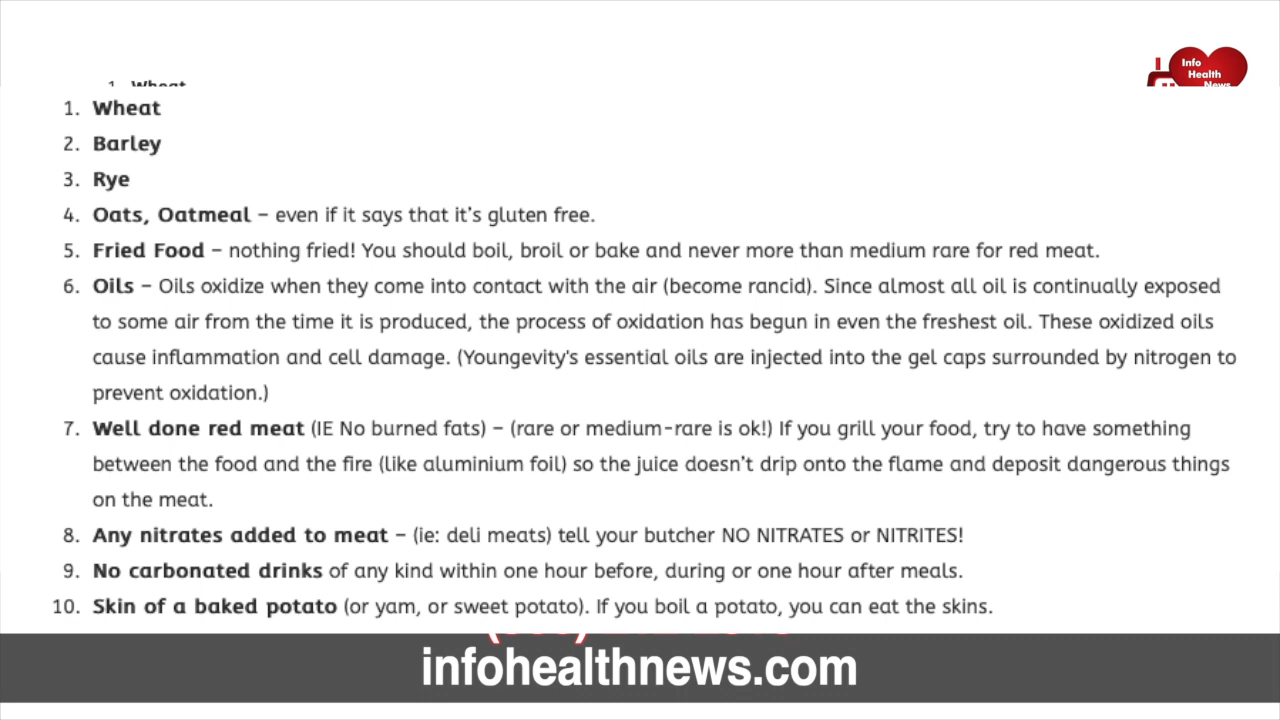 1. Wheat
Info
Health
News
1. Wheat
2. Barley
3. Rye
4. Oats, Oatmeal – even if it says that it's gluten free.
5. Fried Food – nothing fried! You should boil, broil or bake and never more than medium rare for red meat.
6. Oils – Oils oxidize when they come into contact with the air (become rancid). Since almost all oil is continually exposed
to some air from the time it is produced, the process of oxidation has begun in even the freshest oil. These oxidized oils
cause inflammation and cell damage. (Youngevity's essential oils are injected into the gel caps surrounded by nitrogen to
prevent oxidation.)
7. Well done red meat (IE No burned fats) – (rare or medium-rare is ok!) If you grill your food, try to have something
between the food and the fire (like aluminium foil) so the juice doesn't drip onto the flame and deposit dangerous things
on the meat.
8. Any nitrates added to meat – (ie: deli meats) tell your butcher NO NITRATES or NITRITES!
9. No carbonated drinks of any kind within one hour before, during or one hour after meals.
10. Skin of a baked potato (or yam, or sweet potato). If you boil a potato, you can eat the skins.
infohealthnews.com